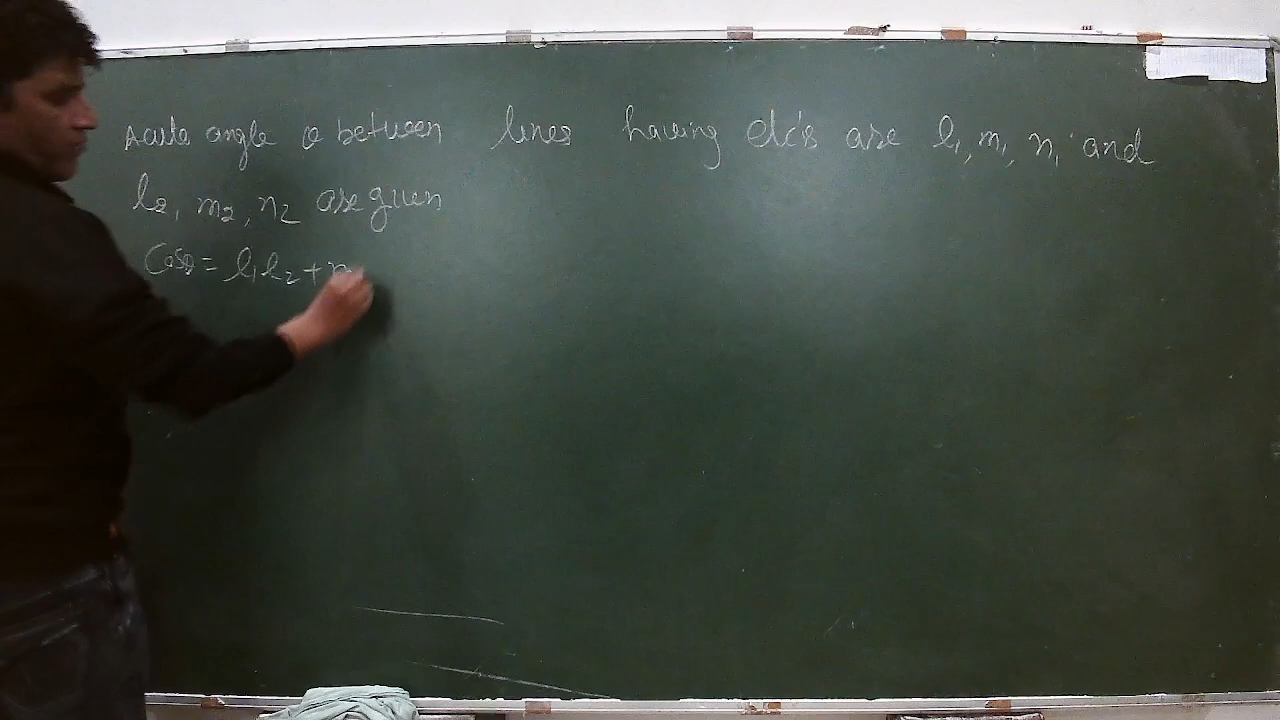 Acute angle θ between lines having dc's are l₁, m₁, n₁ and
l₂, m₂, n₂ are given
Cosθ = l₁l₂ + m